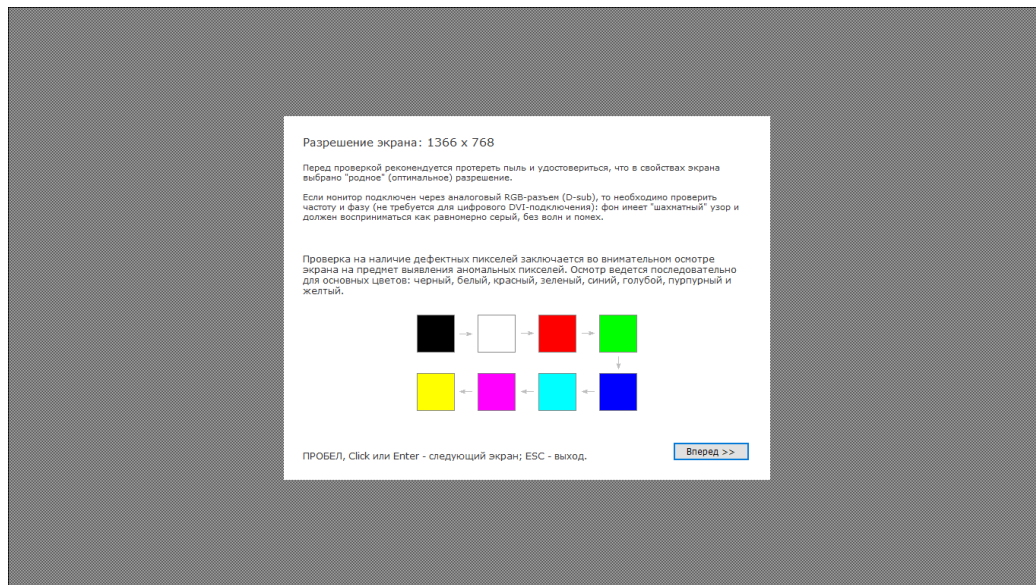 Разрешение экрана: 1366 x 768
Перед проверкой рекомендуется протереть пыль и удостовериться, что в свойствах экрана
выбрано "родное" (оптимальное) разрешение.
Если монитор подключен через аналоговый RGB-разъем (D-sub), то необходимо проверить
частоту и фазу (не требуется для цифрового DVI-подключения): фон имеет "шахматный" узор и
должен восприниматься как равномерно серый, без волн и помех.
Проверка на наличие дефектных пикселей заключается во внимательном осмотре
экрана на предмет выявления аномальных пикселей. Осмотр ведется последовательно
для основных цветов: черный, белый, красный, зеленый, синий, голубой, пурпурный и
желтый.
ПРОБЕЛ, Click или Enter - следующий экран; ESC - выход.
Вперед >>